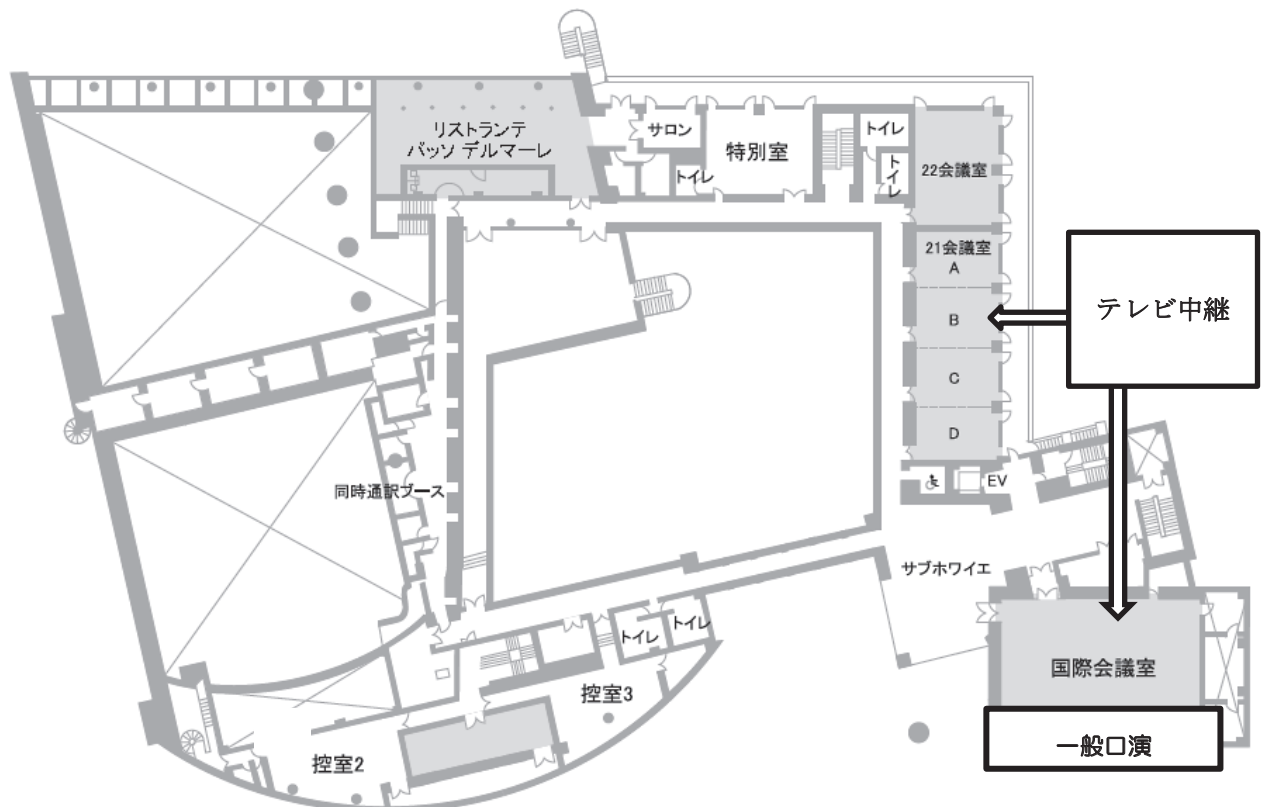 リストランテ
パッソ デルマーレ
サロン
特別室
トイレ
トイレ
トイレ
22会議室
21会議室
A
B
C
D
テレビ中継
EV
同時通訳ブース
サブホワイエ
トイレ
トイレ
国際会議室
控室3
控室2
一般口演